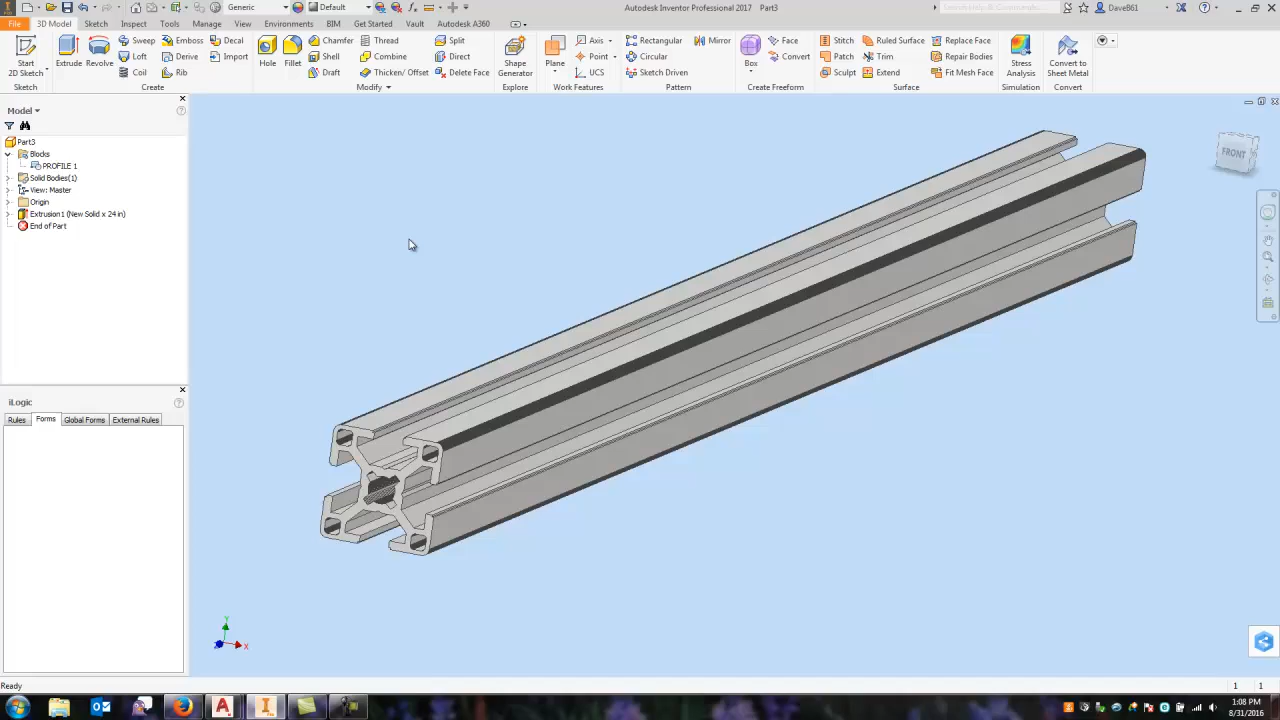 Generic
Default
Autodesk Inventor Professional 2017 Part3
DaveB61
File 3D Model Sketch Inspect Tools Manage View Environments BIM Get Started Vault Autodesk A360
Start
2D Sketch
Sketch
Extrude
Revolve
Sweep
Loft
Coil
Emboss
Derive
Rib
Decal
Import
Create
Hole
Fillet
Chamfer
Shell
Draft
Thread
Combine
Thicken/ Offset
Split
Direct
Delete Face
Modify
Shape
Generator
Explore
Plane
Axis
Point
UCS
Work Features
Rectangular
Circular
Sketch Driven
Mirror
Pattern
Box
Face
Convert
Create Freeform
Stitch
Patch
Sculpt
Ruled Surface
Trim
Extend
Replace Face
Repair Bodies
Fit Mesh Face
Surface
Stress
Analysis
Simulation
Convert to
Sheet Metal
Convert
Model
Part3
Blocks
PROFILE 1
Solid Bodies(1)
View: Master
Origin
Extrusion1 (New Solid x 24 in)
End of Part
iLogic
Rules Forms Global Forms External Rules
FRONT
Y
X
Z
Ready
1 1
1:08 PM
8/31/2016